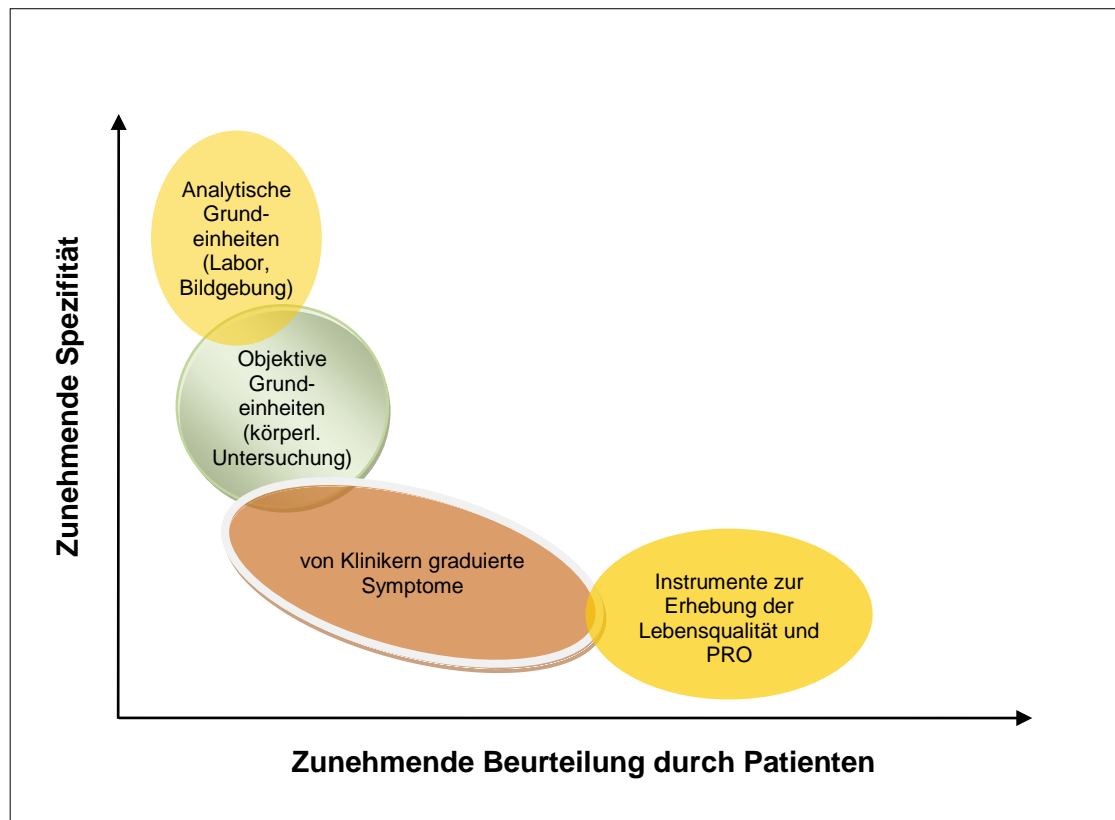 Zunehmende Spezifität
Analytische
Grund-
einheiten
(Labor,
Bildgebung)
Objektive
Grund-
einheiten
(körperl.
Untersuchung)
von Klinikern graduierte
Symptome
Instrumente zur
Erhebung der
Lebensqualität und
PRO
Zunehmende Beurteilung durch Patienten